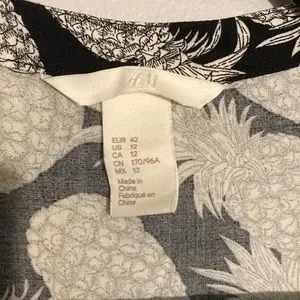 H&M
EUR 42
US 12
CA 12
CN 170/96A
MX 12
Made in
China
Fabriqué en
Chine